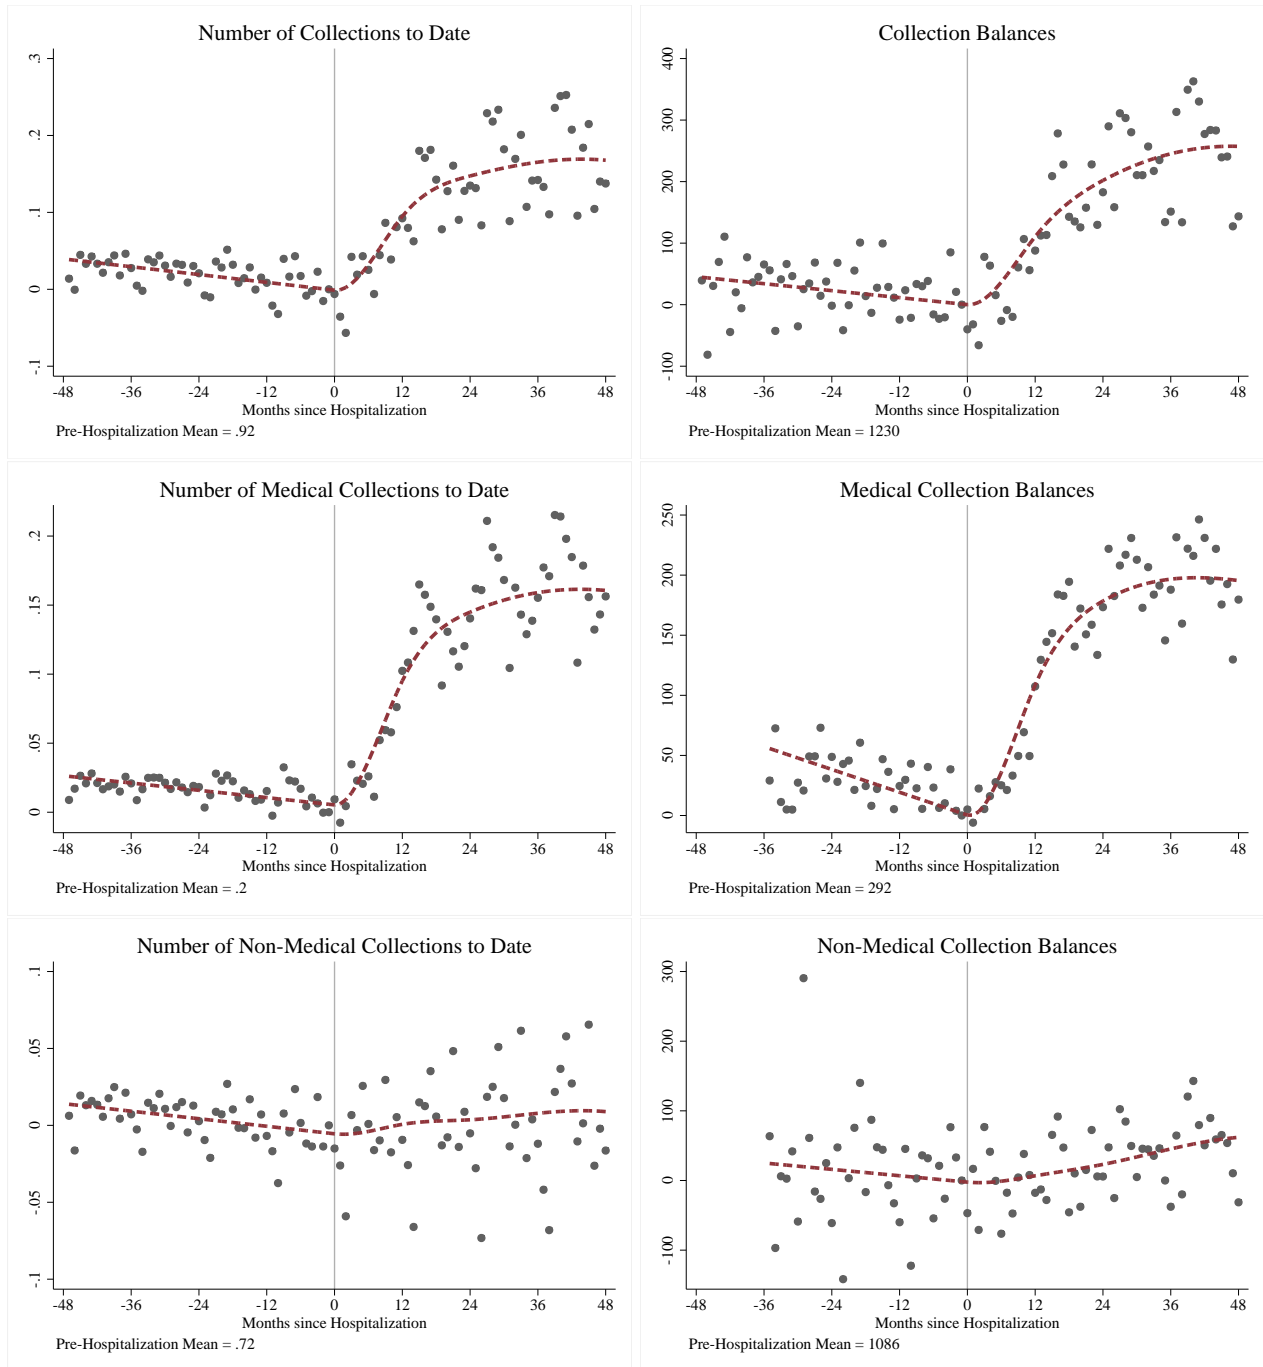 Number of Collections to Date
.3
.2
.1
0
-.1
-48 -36 -24 -12 0 12 24 36 48
Months since Hospitalization
Pre-Hospitalization Mean = .92
Collection Balances
400
300
200
100
0
-100
-48 -36 -24 -12 0 12 24 36 48
Months since Hospitalization
Pre-Hospitalization Mean = 1230
Number of Medical Collections to Date
.2
.15
.1
.05
0
-48 -36 -24 -12 0 12 24 36 48
Months since Hospitalization
Pre-Hospitalization Mean = .2
Medical Collection Balances
250
200
150
100
50
0
-48 -36 -24 -12 0 12 24 36 48
Months since Hospitalization
Pre-Hospitalization Mean = 292
Number of Non-Medical Collections to Date
.1
.05
0
-.05
-.1
-48 -36 -24 -12 0 12 24 36 48
Months since Hospitalization
Pre-Hospitalization Mean = .72
Non-Medical Collection Balances
300
200
100
0
-100
-48 -36 -24 -12 0 12 24 36 48
Months since Hospitalization
Pre-Hospitalization Mean = 1086